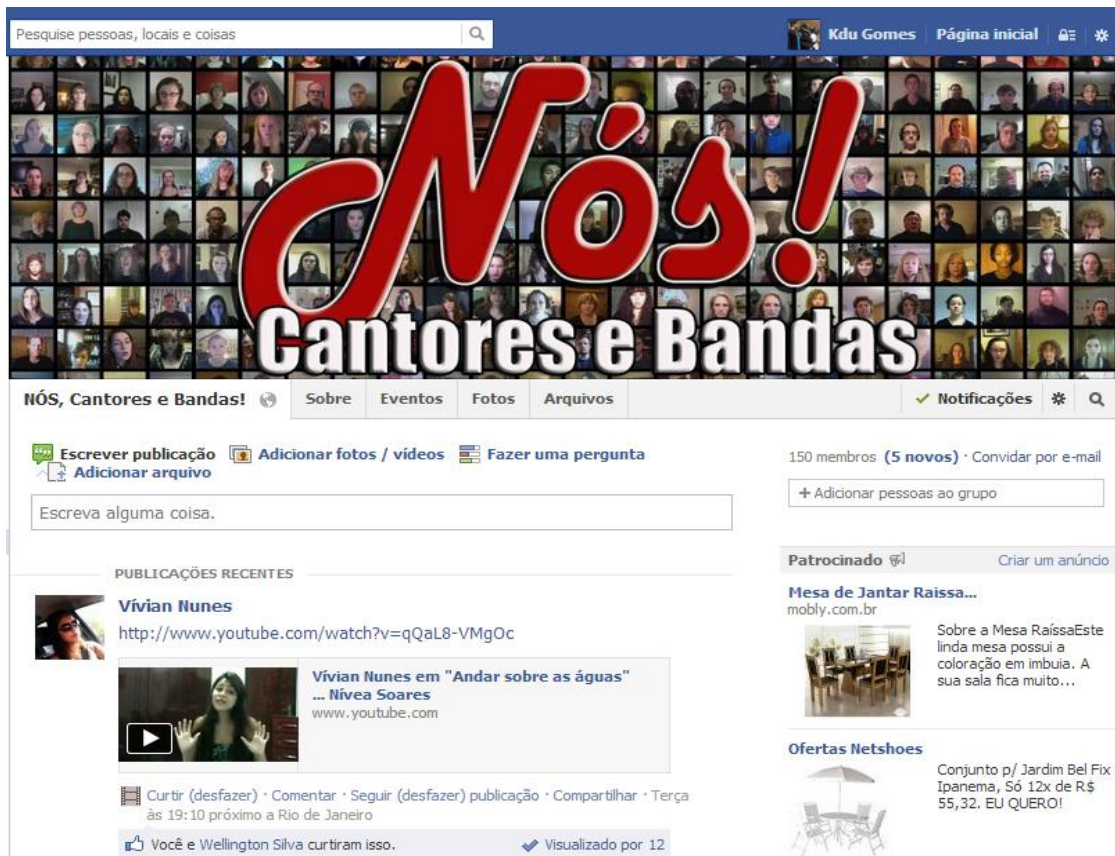 Pesquise pessoas, locais e coisas
Kdu Gomes
Página inicial
Nós!
Cantores e Bandas
NÓS, Cantores e Bandas!
Sobre
Eventos
Fotos
Arquivos
Notificações
Escrever publicação
Adicionar fotos / vídeos
Fazer uma pergunta
Adicionar arquivo
Escreva alguma coisa.
150 membros (5 novos) · Convidar por e-mail
+ Adicionar pessoas ao grupo
PUBLICAÇÕES RECENTES
Vívian Nunes
http://www.youtube.com/watch?v=qQaL8-VMgOc
Vívian Nunes em "Andar sobre as águas"
... Nívea Soares
www.youtube.com
Curtir (desfazer) · Comentar · Seguir (desfazer) publicação · Compartilhar · Terça
às 19:10 próximo a Rio de Janeiro
Você e Wellington Silva curtiram isso.
Visualizado por 12
Patrocinado
Criar um anúncio
Mesa de Jantar Raissa...
mobly.com.br
Sobre a Mesa RaíssaEste
linda mesa possui a
coloração em imbuia. A
sua sala fica muito...
Ofertas Netshoes
Conjunto p/ Jardim Bel Fix
Ipanema, Só 12x de R$
55,32. EU QUERO!